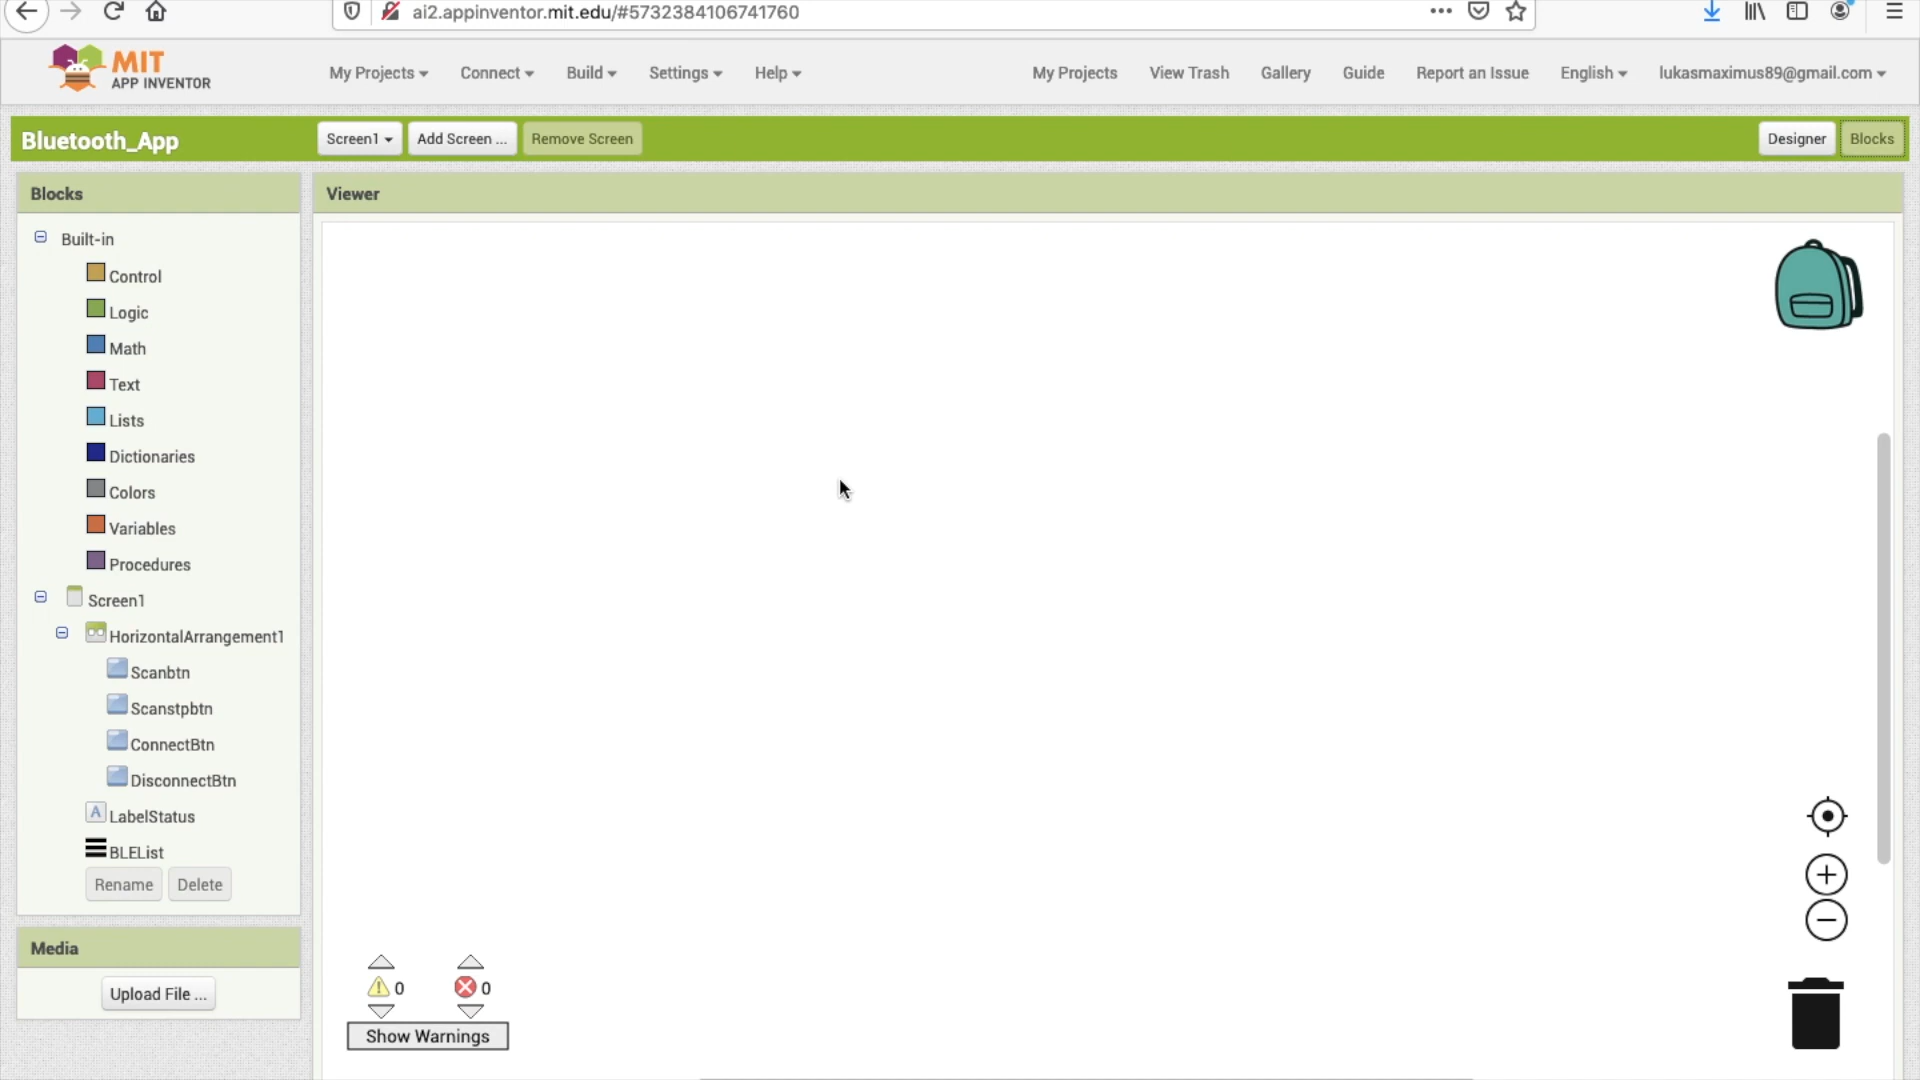 ai2.appinventor.mit.edu/#5732384106741760
MIT
APP INVENTOR
My Projects Connect Build Settings Help My Projects View Trash Gallery Guide Report an Issue English lukasmaximus89@gmail.com
Bluetooth_App Screen1 Add Screen ... Remove Screen Designer Blocks
Blocks Viewer
Built-in
Control
Logic
Math
Text
Lists
Dictionaries
Colors
Variables
Procedures
Screen1
HorizontalArrangement1
Scanbtn
Scanstpbtn
ConnectBtn
DisconnectBtn
A LabelStatus
BLEList
Rename Delete
Media
Upload File ...
0 0
Show Warnings